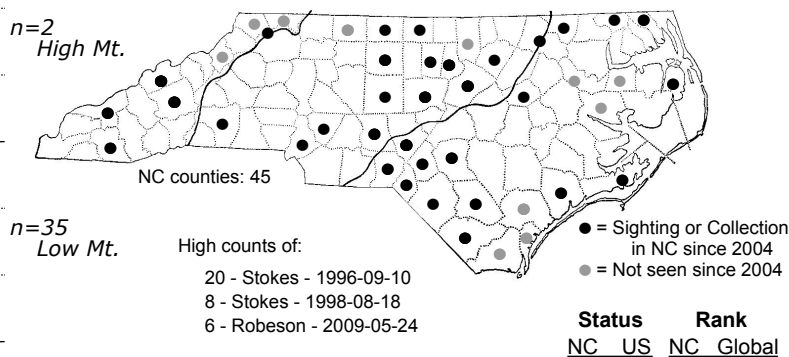 n=2
High Mt.
NC counties: 45
n=35
Low Mt.
High counts of:
20 - Stokes - 1996-09-10
8 - Stokes - 1998-08-18
6 - Robeson - 2009-05-24
● = Sighting or Collection
in NC since 2004
● = Not seen since 2004
Status Rank
NC US NC Global